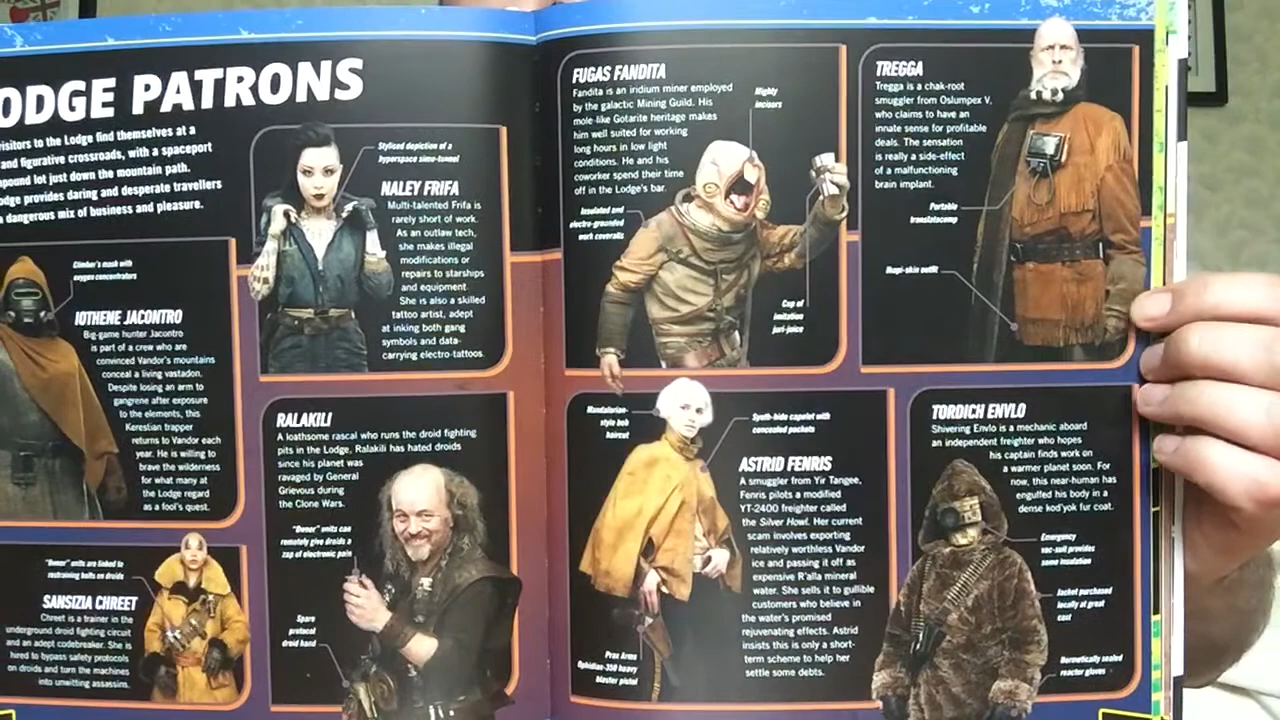 ODGE PATRONS
isitors to the Lodge find themselves at a
and figurative crossroads, with a spaceport
pound lot just down the mountain path.
odge provides daring and desperate travellers
a dangerous mix of business and pleasure.
Climber's mask with
oxygen concentrators
IOTHENE JACONTRO
Big-game hunter Jacontro
is part of a crew who are
convinced Vandor's mountains
conceal a living vastadon.
Despite losing an arm to
gangrene after exposure
to the elements, this
Kerestian trapper
returns to Vandor each
year. He is willing to
brave the wilderness
for what many at
the Lodge regard
as a fool's quest.
Stylised depiction of a
hyperspace simu-tunnel
NALEY FRIFA
Multi-talented Frifa is
rarely short of work.
As an outlaw tech,
she makes illegal
modifications or
repairs to starships
and equipment.
She is also a skilled
tattoo artist, adept
at inking both gang
symbols and data-
carrying electro-tattoos.
"Owner" units are linked to
restraining bolts on droids
SANSIZIA CHREET
Chreet is a trainer in the
underground droid fighting circuit
and an adept codebreaker. She is
hired to bypass safety protocols
on droids and turn the machines
into unwitting assassins.
RALAKILI
A loathsome rascal who runs the droid fighting
pits in the Lodge, Ralakili has hated droids
since his planet was
ravaged by General
Grievous during
the Clone Wars.
"Owner" units can
remotely give droids a
zap of electronic pain
Spare
protocol
droid hand
FUGAS FANDITA
Fandita is an iridium miner employed
by the galactic Mining Guild. His
mole-like Gotarite heritage makes
him well suited for working
long hours in low light
conditions. He and his
coworker spend their time
off in the Lodge's bar.
Mighty
incisors
Insulated and
electro-grounded
work coveralls
Cup of
imitation
juri-juice
TREGGA
Tregga is a chak-root
smuggler from Oslumpex V,
who claims to have an
innate sense for profitable
deals. The sensation
is really a side-effect
of a malfunctioning
brain implant.
Portable
translatacomp
outfit
Mandalorian-
style bob
haircut
Synth-hide capelet with
concealed pockets
ASTRID FENRIS
A smuggler from Yir Tangee,
Fenris pilots a modified
YT-2400 freighter called
the Silver Howl. Her current
scam involves exporting
relatively worthless Vandor
ice and passing it off as
expensive R'alla mineral
water. She sells it to gullible
customers who believe in
the water's promised
rejuvenating effects. Astrid
insists this is only a short-
term scheme to help her
settle some debts.
Prax Arms
Ophidian-350 heavy
blaster pistol
TORDICH ENVLO
Shivering Envlo is a mechanic aboard
an independent freighter who hopes
his captain finds work on
a warmer planet soon. For
now, this near-human has
engulfed his body in a
dense kod'yok fur coat.
Emergency
vac-suit provides
some insulation
Jacket purchased
locally at great
cost
Hermetically sealed
reactor gloves